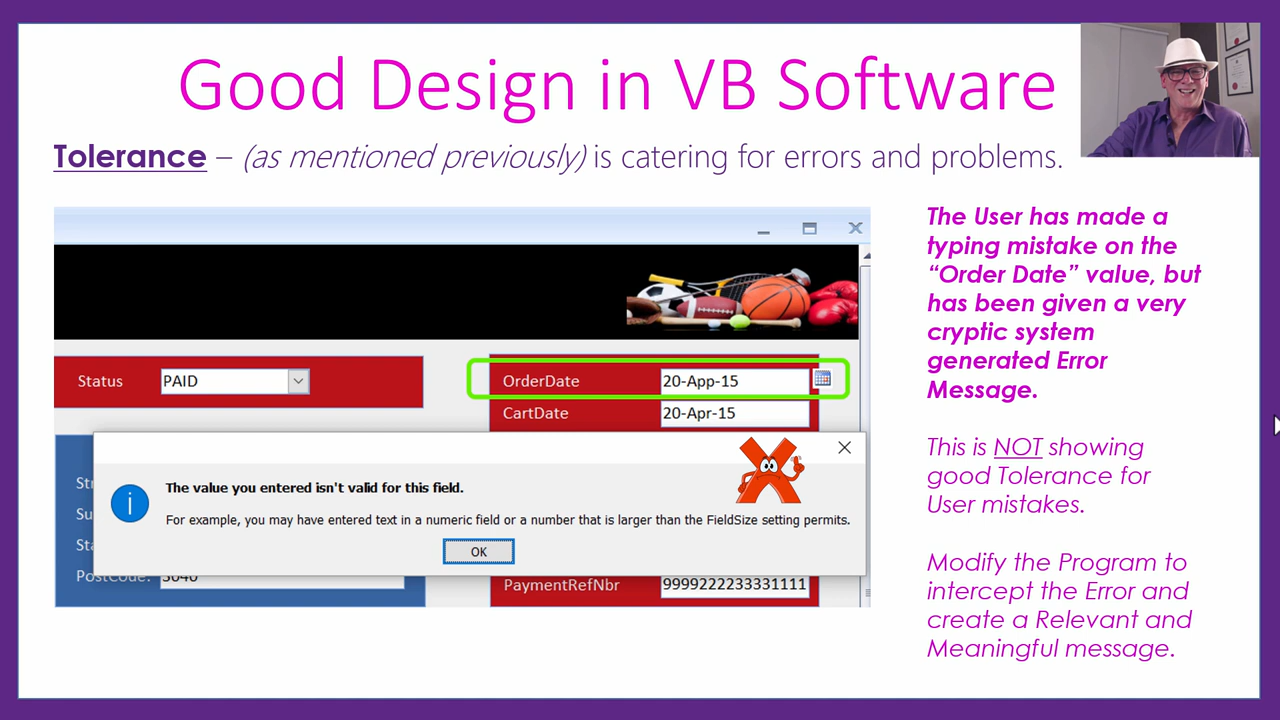 Good Design in VB Software
Tolerance – (as mentioned previously) is catering for errors and problems.
The User has made a
typing mistake on the
“Order Date” value, but
has been given a very
cryptic system
generated Error
Message.
This is NOT showing
good Tolerance for
User mistakes.
Modify the Program to
intercept the Error and
create a Relevant and
Meaningful message.
Status PAID
OrderDate 20-App-15
CartDate 20-Apr-15
The value you entered isn't valid for this field.
For example, you may have entered text in a numeric field or a number that is larger than the FieldSize setting permits.
OK
Str
Su
Sta
PostCode: 3040
PaymentRefNbr 9999222233331111